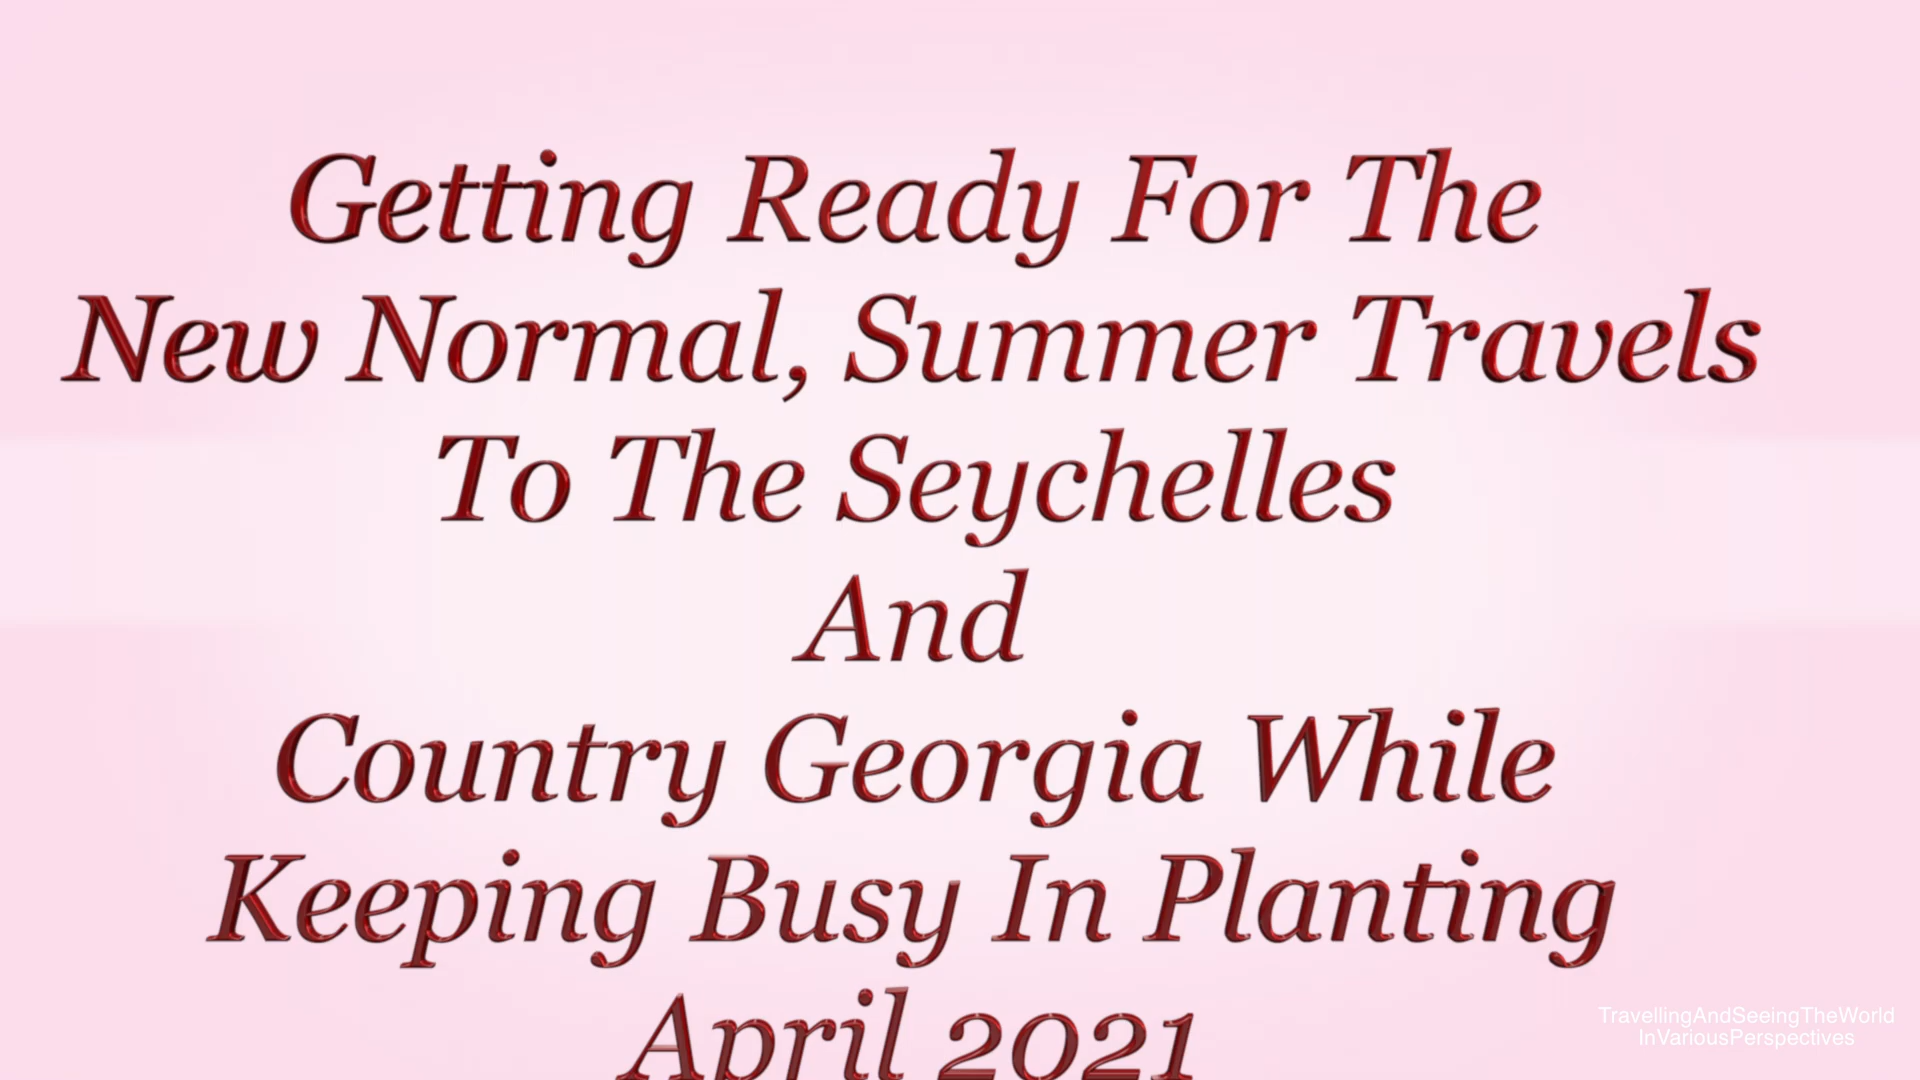 Getting Ready For The
New Normal, Summer Travels
To The Seychelles
And
Country Georgia While
Keeping Busy In Planting
April 2021
TravellingAndSeeingTheWorld
InVariousPerspectives